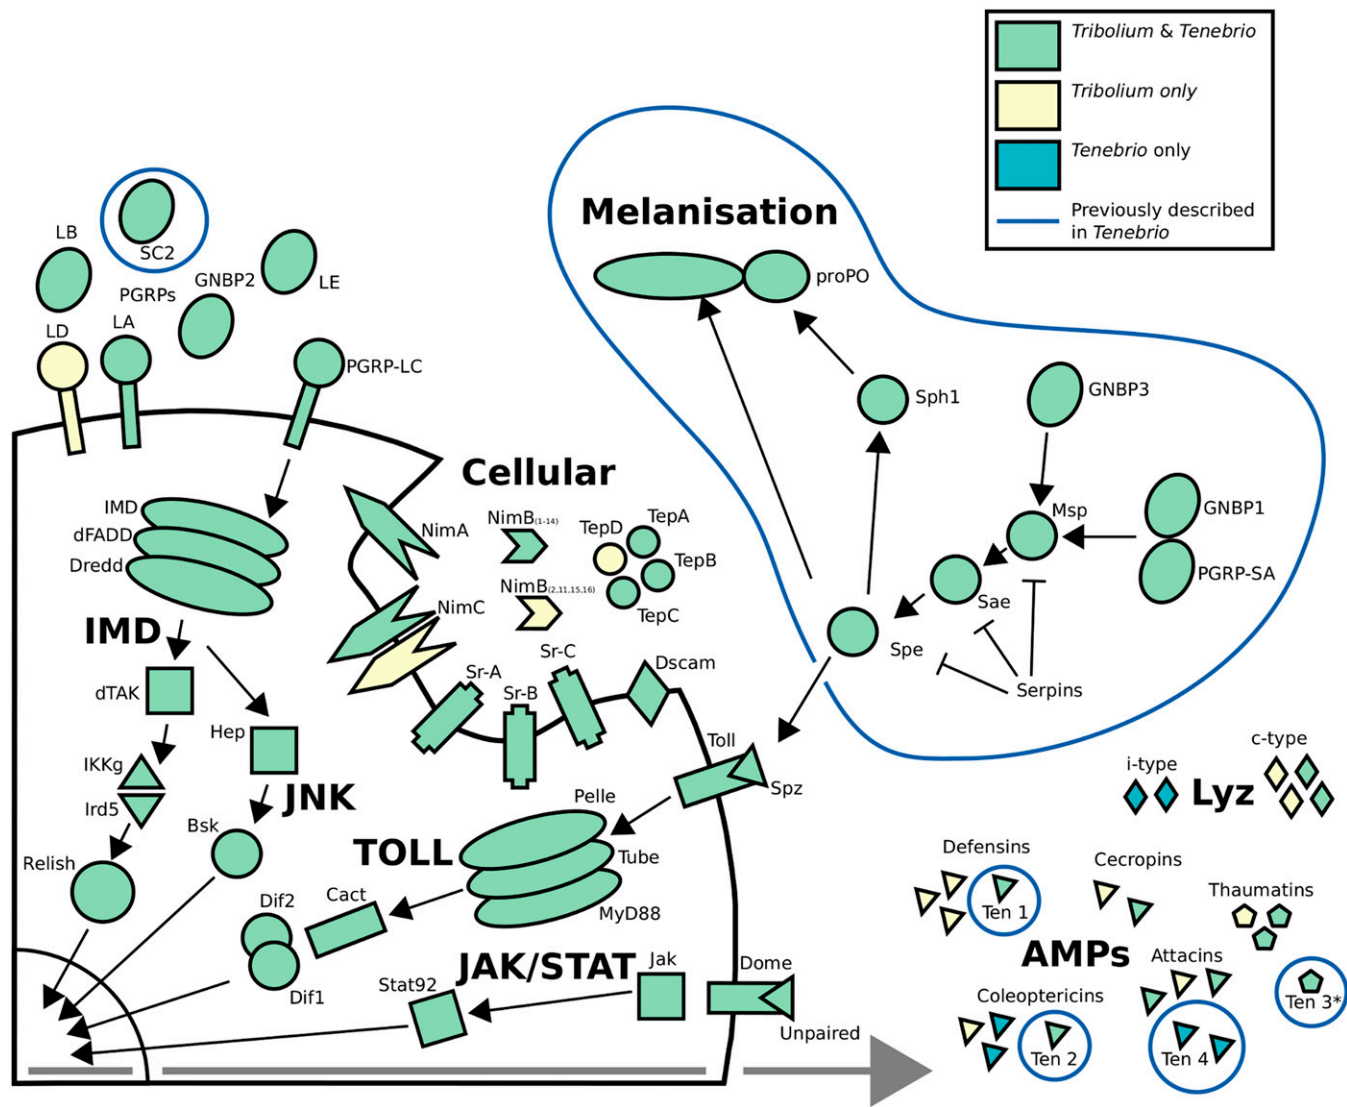 Tribolium & Tenebrio
Tribolium only
Tenebrio only
Previously described
in Tenebrio
Melanisation
proPO
Sph1
GNBP3
Msp
GNBP1
PGRP-SA
Sae
Spe
Serpins
LB
SC2
PGRPs
GNBP2
LE
LD
LA
PGRP-LC
IMD
dFADD
Dredd
IMD
dTAK
Hep
IKKg
Ird5
JNK
Bsk
Relish
Cellular
NimA
NimB(1-14)
TepD
TepA
TepB
TepC
NimC
NimB(2,11,15,16)
Sr-A
Sr-B
Sr-C
Dscam
Toll
Spz
Pelle
Tube
MyD88
TOLL
Cact
Dif2
Dif1
JAK/STAT
Jak
Stat92
Dome
Unpaired
i-type
Lyz
c-type
Defensins
Ten 1
Cecropins
Thaumatins
AMPs
Attacins
Ten 3*
Coleoptericins
Ten 2
Ten 4